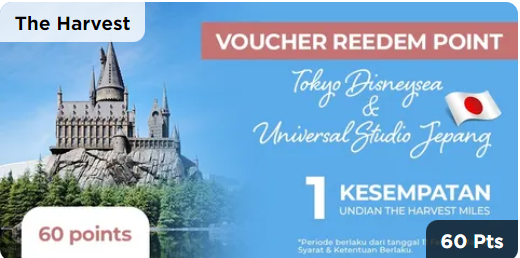 The Harvest
VOUCHER REEDEM POINT
Tokyo Disneysea
&
Universal Studio Jepang
1 KESEMPATAN
UNDIAN THE HARVEST MILES
60 points
*Periode berlaku dari tanggal
Syarat & Ketentuan Berlaku.
60 Pts